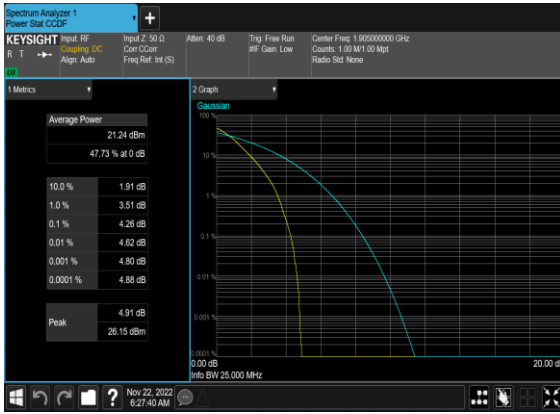 Spectrum Analyzer 1
Power Stat CCDF
+
KEYSIGHT
R T
LXI
Input: RF
Coupling: DC
Align: Auto
Input Z: 50 Ω
Corr CCorr
Freq Ref: Int (S)
Atten: 40 dB
Trig: Free Run
#IF Gain: Low
Center Freq: 1.905000000 GHz
Counts: 1.00 M/1.00 Mpt
Radio Std: None
1 Metrics
Average Power
21.24 dBm
47.73 % at 0 dB
10.0 % 1.91 dB
1.0 % 3.51 dB
0.1 % 4.26 dB
0.01 % 4.62 dB
0.001 % 4.80 dB
0.0001 % 4.88 dB
Peak
4.91 dB
26.15 dBm
2 Graph
Gaussian
100 %
10 %
1 %
0.1 %
0.01 %
0.001 %
0.0001 %
0.00 dB
20.00 d
Info BW 25.000 MHz
?
Nov 22, 2022
6:27:40 AM